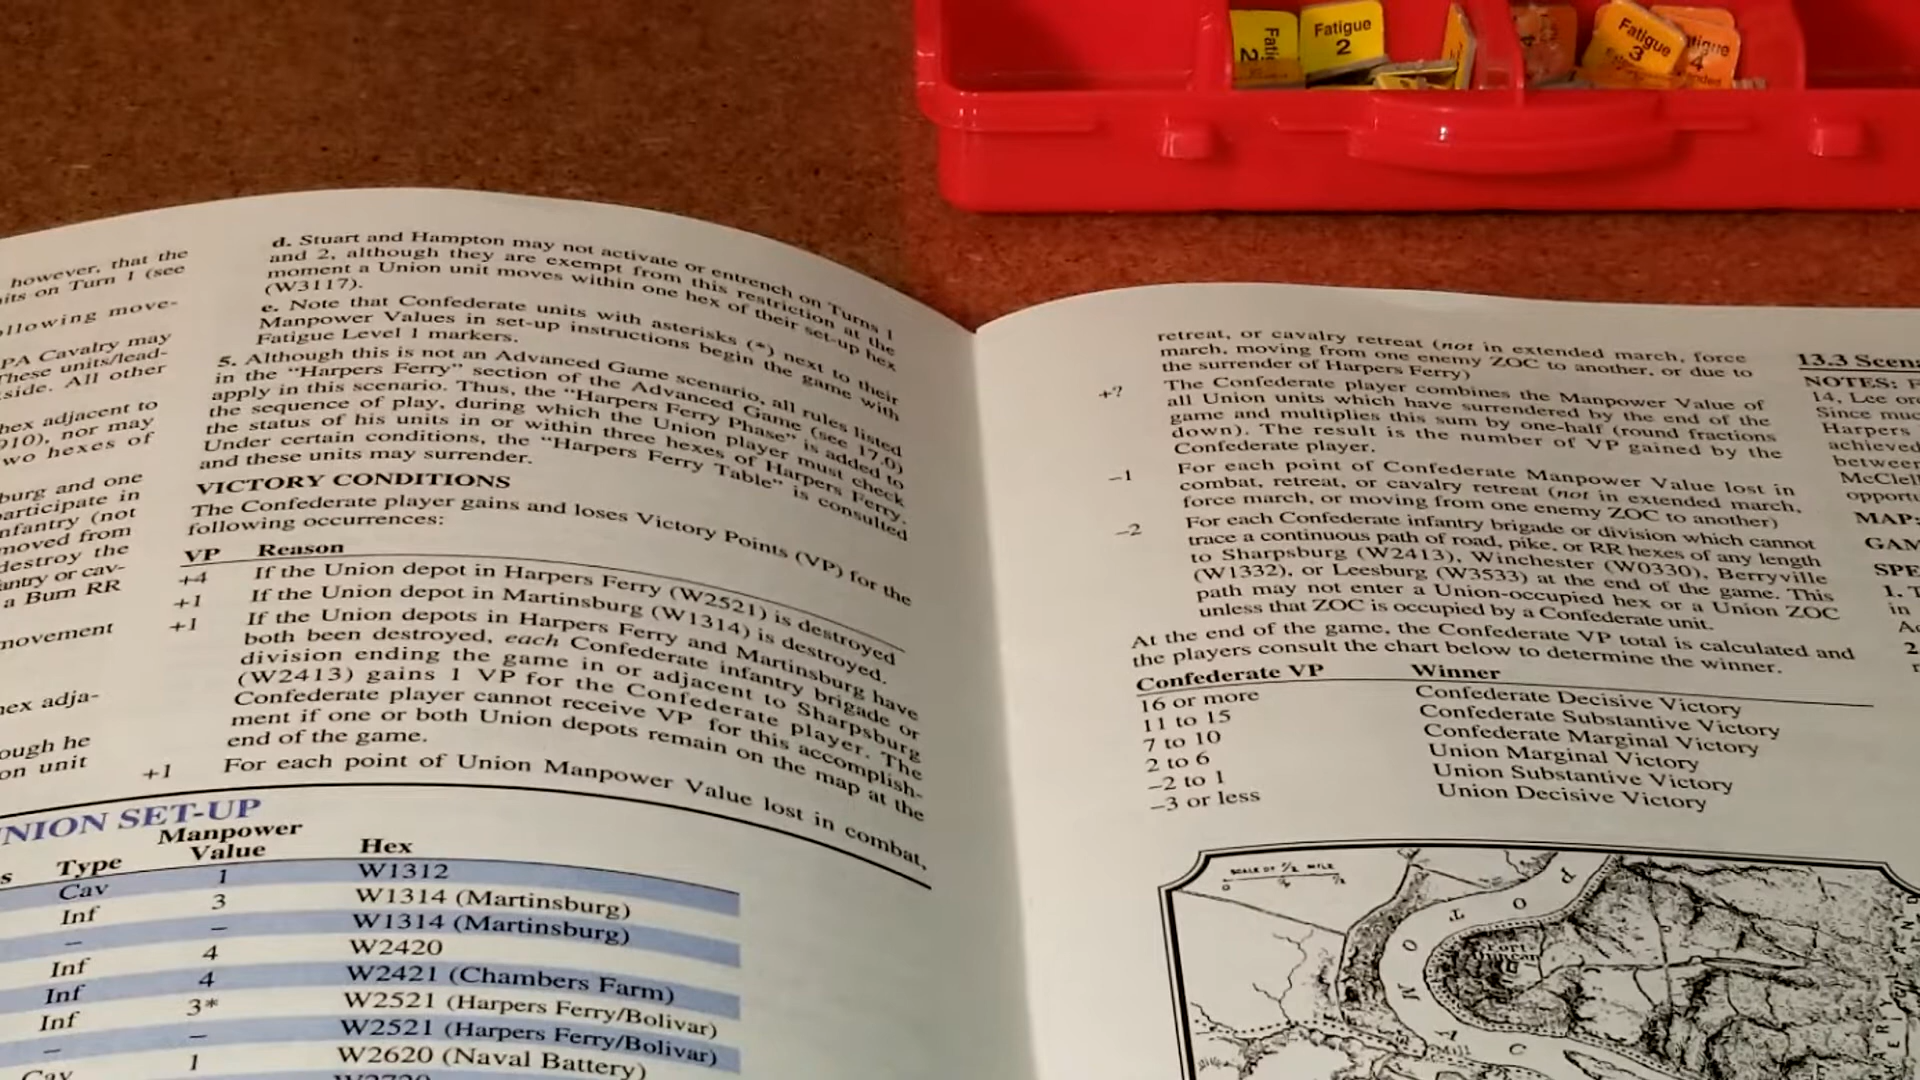 Fati
2
Fatigue
2
Fatigue
3
tigue
4
however, that the
its on Turn 1 (see
llowing move-
PA Cavalry may
These units/lead-
side. All other
hex adjacent to
910), nor may
wo hexes of
burg and one
articipate in
nfantry (not
moved from
destroy the
antry or cav-
a Burn RR
movement
hex adja-
ough he
on unit
d. Stuart and Hampton may not activate or entrench on Turns 1
and 2, although they are exempt from this restriction at the
moment a Union unit moves within one hex of their set-up hex
(W3117).
e. Note that Confederate units with asterisks (*) next to their
Manpower Values in set-up instructions begin the game with
Fatigue Level 1 markers.
5. Although this is not an Advanced Game scenario, all rules listed
in the "Harpers Ferry" section of the Advanced Game (see 17.0)
apply in this scenario. Thus, the "Harpers Ferry Phase" is added to
the sequence of play, during which the Union player must check
the status of his units in or within three hexes of Harpers Ferry.
Under certain conditions, the "Harpers Ferry Table" is consulted
and these units may surrender.
VICTORY CONDITIONS
The Confederate player gains and loses Victory Points (VP) for the
following occurrences:
VP Reason
+4 If the Union depot in Harpers Ferry (W2521) is destroyed
+1 If the Union depot in Martinsburg (W1314) is destroyed.
+1 If the Union depots in Harpers Ferry and Martinsburg have
both been destroyed, each Confederate infantry brigade or
division ending the game in or adjacent to Sharpsburg
(W2413) gains 1 VP for the Confederate player. The
Confederate player cannot receive VP for this accomplish-
ment if one or both Union depots remain on the map at the
end of the game.
+1 For each point of Union Manpower Value lost in combat,
NION SET-UP
s Type Manpower Value Hex
Cav 1 W1312
Inf 3 W1314 (Martinsburg)
– – W1314 (Martinsburg)
Inf 4 W2420
Inf 4 W2421 (Chambers Farm)
Inf 3* W2521 (Harpers Ferry/Bolivar)
– – W2521 (Harpers Ferry/Bolivar)
Cav 1 W2620 (Naval Battery)
retreat, or cavalry retreat (not in extended march, force
march, moving from one enemy ZOC to another, or due to
the surrender of Harpers Ferry)
+? The Confederate player combines the Manpower Value of
all Union units which have surrendered by the end of the
game and multiplies this sum by one-half (round fractions
down). The result is the number of VP gained by the
Confederate player.
–1 For each point of Confederate Manpower Value lost in
combat, retreat, or cavalry retreat (not in extended march,
force march, or moving from one enemy ZOC to another)
–2 For each Confederate infantry brigade or division which cannot
trace a continuous path of road, pike, or RR hexes of any length
to Sharpsburg (W2413), Winchester (W0330), Berryville
(W1332), or Leesburg (W3533) at the end of the game. This
path may not enter a Union-occupied hex or a Union ZOC
unless that ZOC is occupied by a Confederate unit.
At the end of the game, the Confederate VP total is calculated and
the players consult the chart below to determine the winner.
Confederate VP Winner
16 or more Confederate Decisive Victory
11 to 15 Confederate Substantive Victory
7 to 10 Confederate Marginal Victory
2 to 6 Union Marginal Victory
–2 to 1 Union Substantive Victory
–3 or less Union Decisive Victory
SCALE OF 1/2 MILE
P O T O M A C
Fort
Duncan
13.3 Scena
NOTES: F
14, Lee or
Since muc
Harpers
achieved
between
McClell
opportu
MAP:
GAM
SPE
1. T
in
A
2.